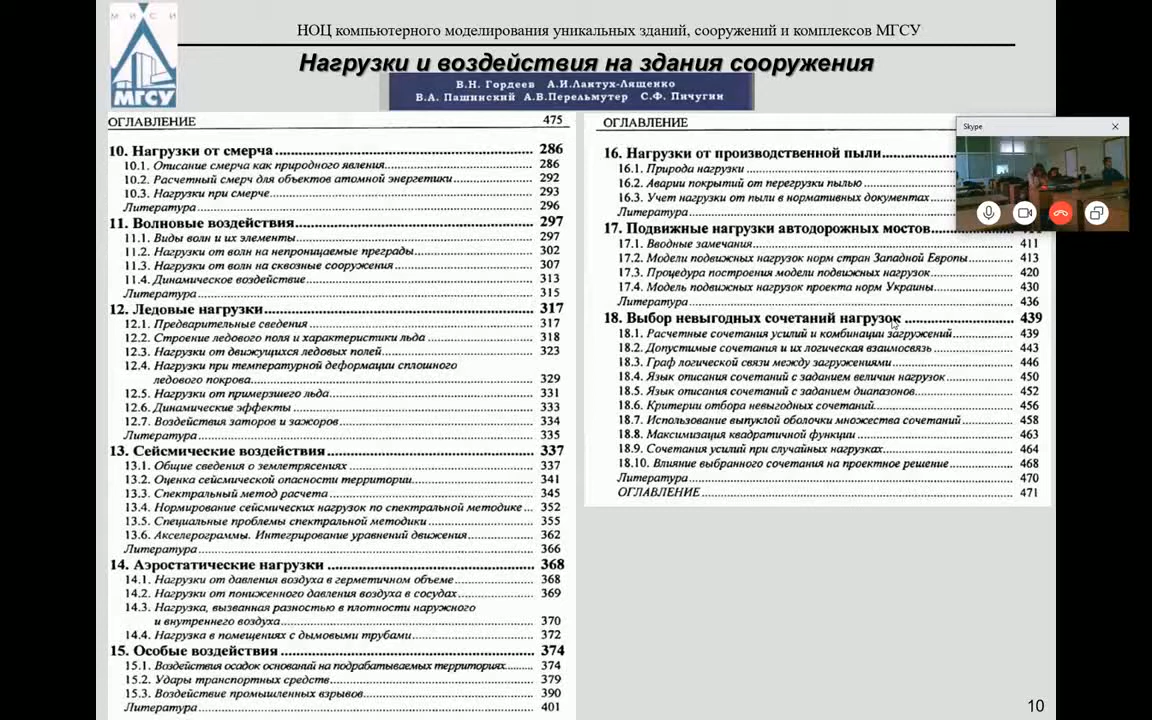 МИСИ
МГСУ
НОЦ компьютерного моделирования уникальных зданий, сооружений и комплексов МГСУ
Нагрузки и воздействия на здания сооружения
В.Н. Гордеев А.И.Лантух-Лященко
В.А. Пашинский А.В.Перельмутер С.Ф. Пичугин
ОГЛАВЛЕНИЕ 475
10. Нагрузки от смерча 286
10.1. Описание смерча как природного явления 286
10.2. Расчетный смерч для объектов атомной энергетики 292
10.3. Нагрузки при смерче 293
Литература 296
11. Волновые воздействия 297
11.1. Виды волн и их элементы 297
11.2. Нагрузки от волн на непроницаемые преграды 302
11.3. Нагрузки от волн на сквозные сооружения 307
11.4. Динамическое воздействие 313
Литература 315
12. Ледовые нагрузки 317
12.1. Предварительные сведения 317
12.2. Строение ледового поля и характеристики льда 318
12.3. Нагрузки от движущихся ледовых полей 323
12.4. Нагрузки при температурной деформации сплошного
ледового покрова 329
12.5. Нагрузки от примерзшего льда 331
12.6. Динамические эффекты 333
12.7. Воздействия заторов и зажоров 334
Литература 335
13. Сейсмические воздействия 337
13.1. Общие сведения о землетрясениях 337
13.2. Оценка сейсмической опасности территории 341
13.3. Спектральный метод расчета 345
13.4. Нормирование сейсмических нагрузок по спектральной методике 352
13.5. Специальные проблемы спектральной методики 355
13.6. Акселерограммы. Интегрирование уравнений движения 362
Литература 366
14. Аэростатические нагрузки 368
14.1. Нагрузки от давления воздуха в герметичном объеме 368
14.2. Нагрузки от пониженного давления воздуха в сосудах 369
14.3. Нагрузка, вызванная разностью в плотности наружного
и внутреннего воздуха 370
14.4. Нагрузка в помещениях с дымовыми трубами 372
15. Особые воздействия 374
15.1. Воздействия осадок оснований на подрабатываемых территориях 374
15.2. Удары транспортных средств 379
15.3. Воздействие промышленных взрывов 390
Литература 401
ОГЛАВЛЕНИЕ
16. Нагрузки от производственной пыли
16.1. Природа нагрузки
16.2. Аварии покрытий от перегрузки пылью
16.3. Учет нагрузки от пыли в нормативных документах
Литература
17. Подвижные нагрузки автодорожных мостов
17.1. Вводные замечания 411
17.2. Модели подвижных нагрузок норм стран Западной Европы 413
17.3. Процедура построения модели подвижных нагрузок 420
17.4. Модель подвижных нагрузок проекта норм Украины 430
Литература 436
18. Выбор невыгодных сочетаний нагрузок 439
18.1. Расчетные сочетания усилий и комбинации загружений 439
18.2. Допустимые сочетания и их логическая взаимосвязь 443
18.3. Граф логической связи между загружениями 446
18.4. Язык описания сочетаний с заданием величин нагрузок 450
18.5. Язык описания сочетаний с заданием диапазонов 452
18.6. Критерии отбора невыгодных сочетаний 456
18.7. Использование выпуклой оболочки множества сочетаний 458
18.8. Максимизация квадратичной функции 463
18.9. Сочетания усилий при случайных нагрузках 464
18.10. Влияние выбранного сочетания на проектное решение 468
Литература 470
ОГЛАВЛЕНИЕ 471
Skype
10